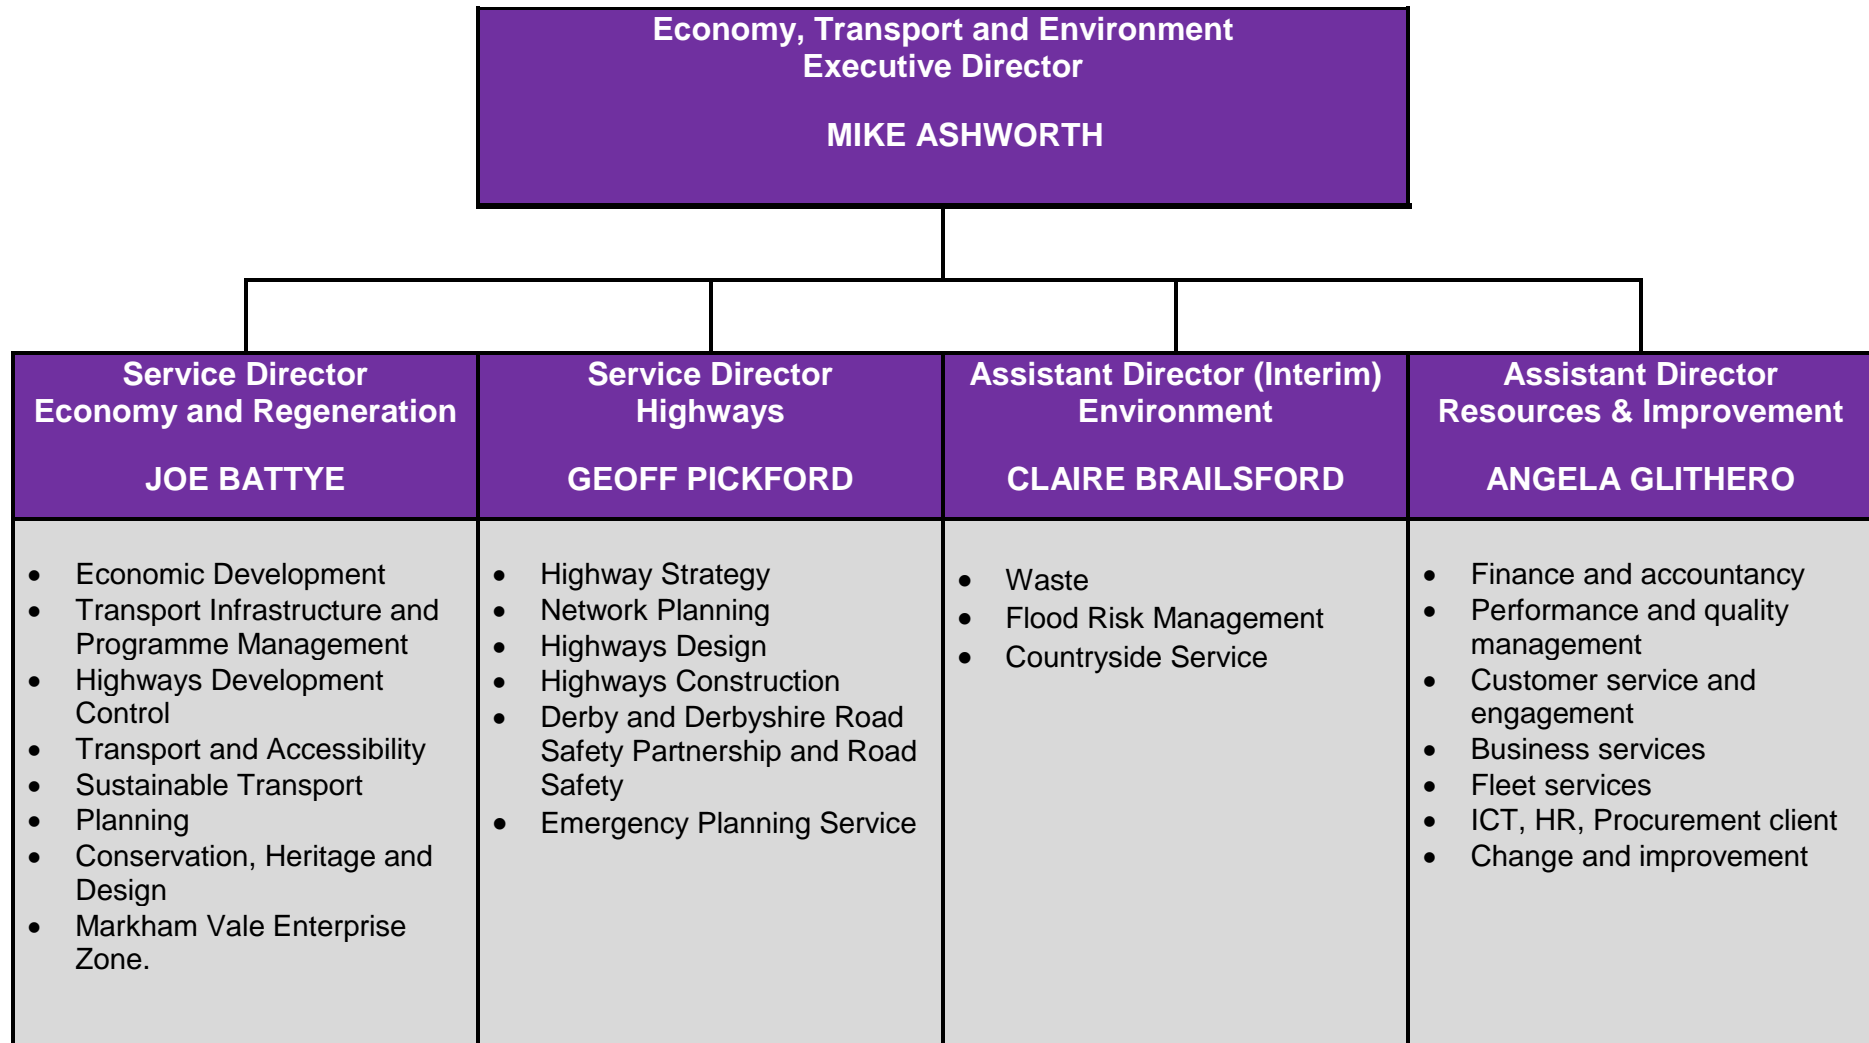 Economy, Transport and Environment
Executive Director
MIKE ASHWORTH
Service Director
Economy and Regeneration
JOE BATTYE
• Economic Development
• Transport Infrastructure and
Programme Management
• Highways Development
Control
• Transport and Accessibility
• Sustainable Transport
• Planning
• Conservation, Heritage and
Design
• Markham Vale Enterprise
Zone.
Service Director
Highways
GEOFF PICKFORD
• Highway Strategy
• Network Planning
• Highways Design
• Highways Construction
• Derby and Derbyshire Road
Safety Partnership and Road
Safety
• Emergency Planning Service
Assistant Director (Interim)
Environment
CLAIRE BRAILSFORD
• Waste
• Flood Risk Management
• Countryside Service
Assistant Director
Resources & Improvement
ANGELA GLITHERO
• Finance and accountancy
• Performance and quality
management
• Customer service and
engagement
• Business services
• Fleet services
• ICT, HR, Procurement client
• Change and improvement